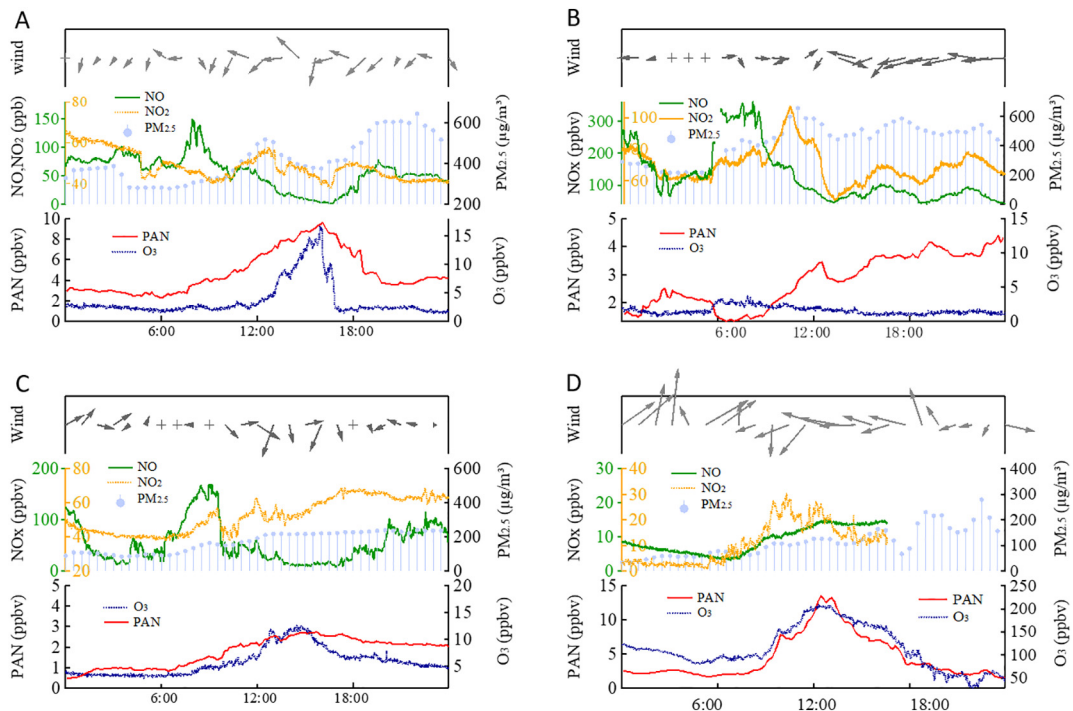 A
Wind
NO,NO2 (ppb)
150
100
50
0
80
60
40
NO
NO2
PM2.5
600
400
200
PM2.5 (µg/m³)
PAN (ppbv)
10
8
6
4
2
0
PAN
O3
15
10
5
0
O3 (ppbv)
6:00 12:00 18:00
B
Wind
NOx (ppbv)
300
200
100
100
60
NO
NO2
PM2.5
600
400
200
0
PM2.5 (µg/m³)
PAN (ppbv)
5
4
3
2
PAN
O3
15
10
5
0
O3 (ppbv)
6:00 12:00 18:00
C
Wind
NOx (ppbv)
200
100
0
80
60
40
20
NO
NO2
PM2.5
600
400
200
0
PM2.5 (µg/m³)
PAN (ppbv)
5
4
3
2
1
0
O3
PAN
20
15
10
5
O3 (ppbv)
6:00 12:00 18:00
D
Wind
NOx (ppbv)
30
20
10
0
40
30
20
10
0
NO
NO2
PM2.5
400
300
200
100
0
PM2.5 (µg/m³)
PAN (ppbv)
15
10
5
0
PAN
O3
PAN
O3
250
200
150
100
50
O3 (ppbv)
6:00 12:00 18:00